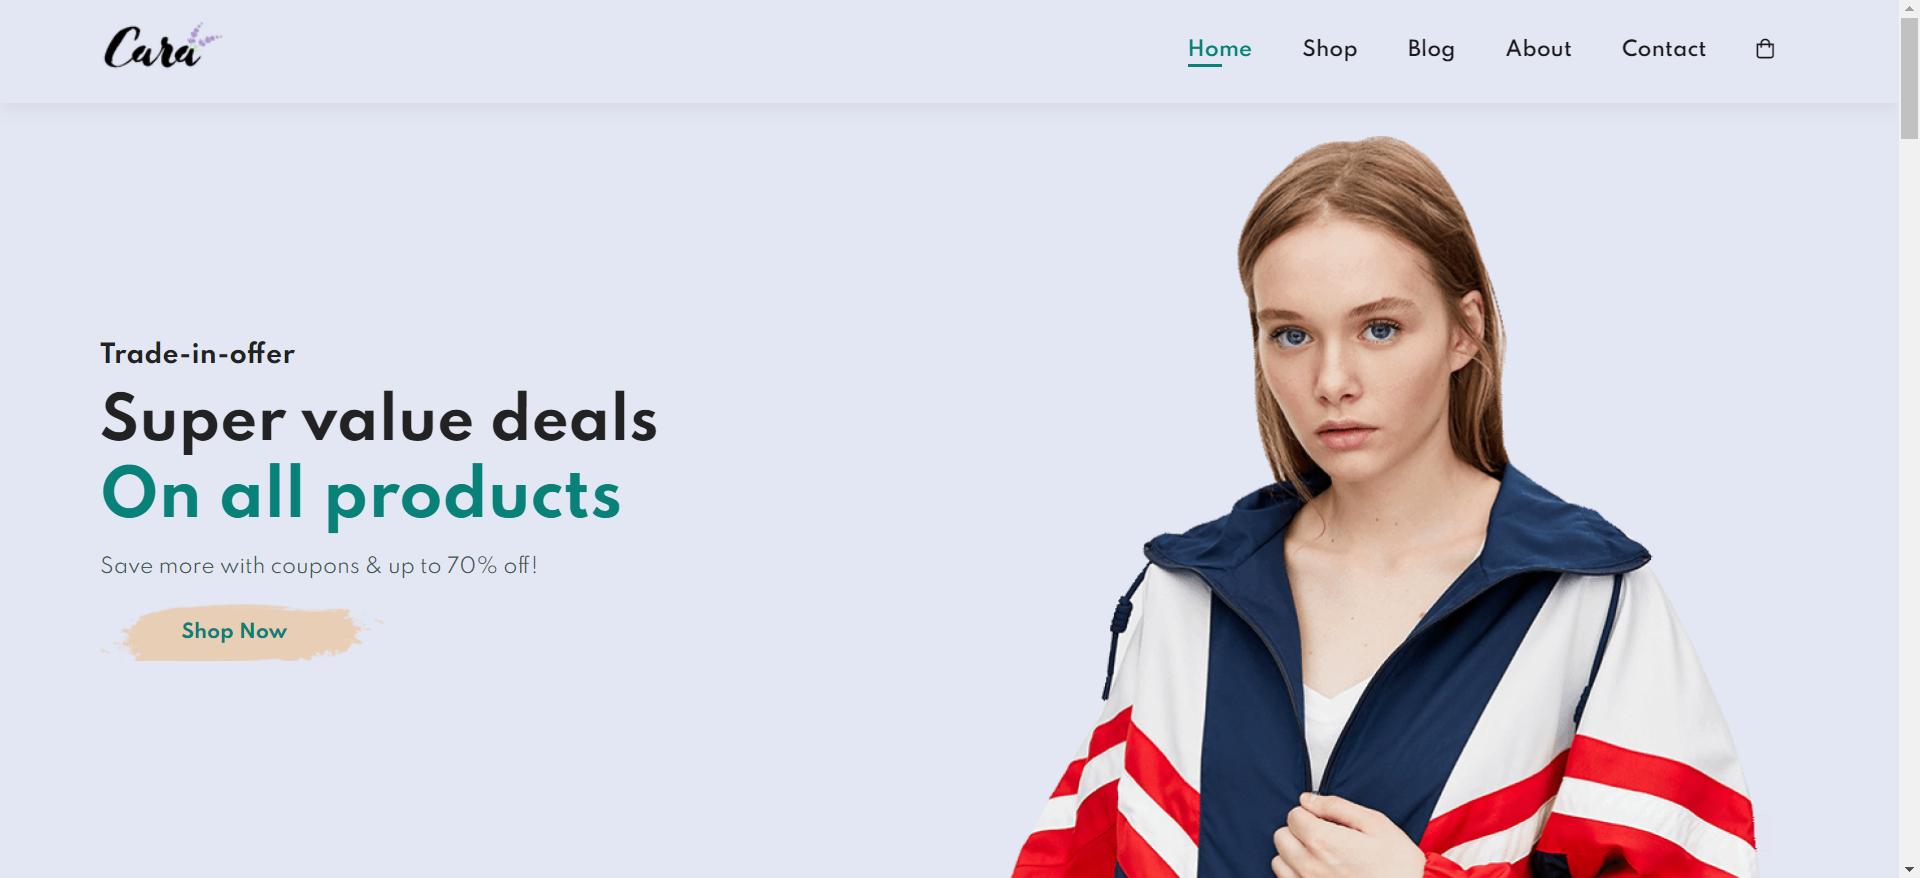 Cara
Home Shop Blog About Contact
Trade-in-offer
Super value deals
On all products
Save more with coupons & up to 70% off!
Shop Now